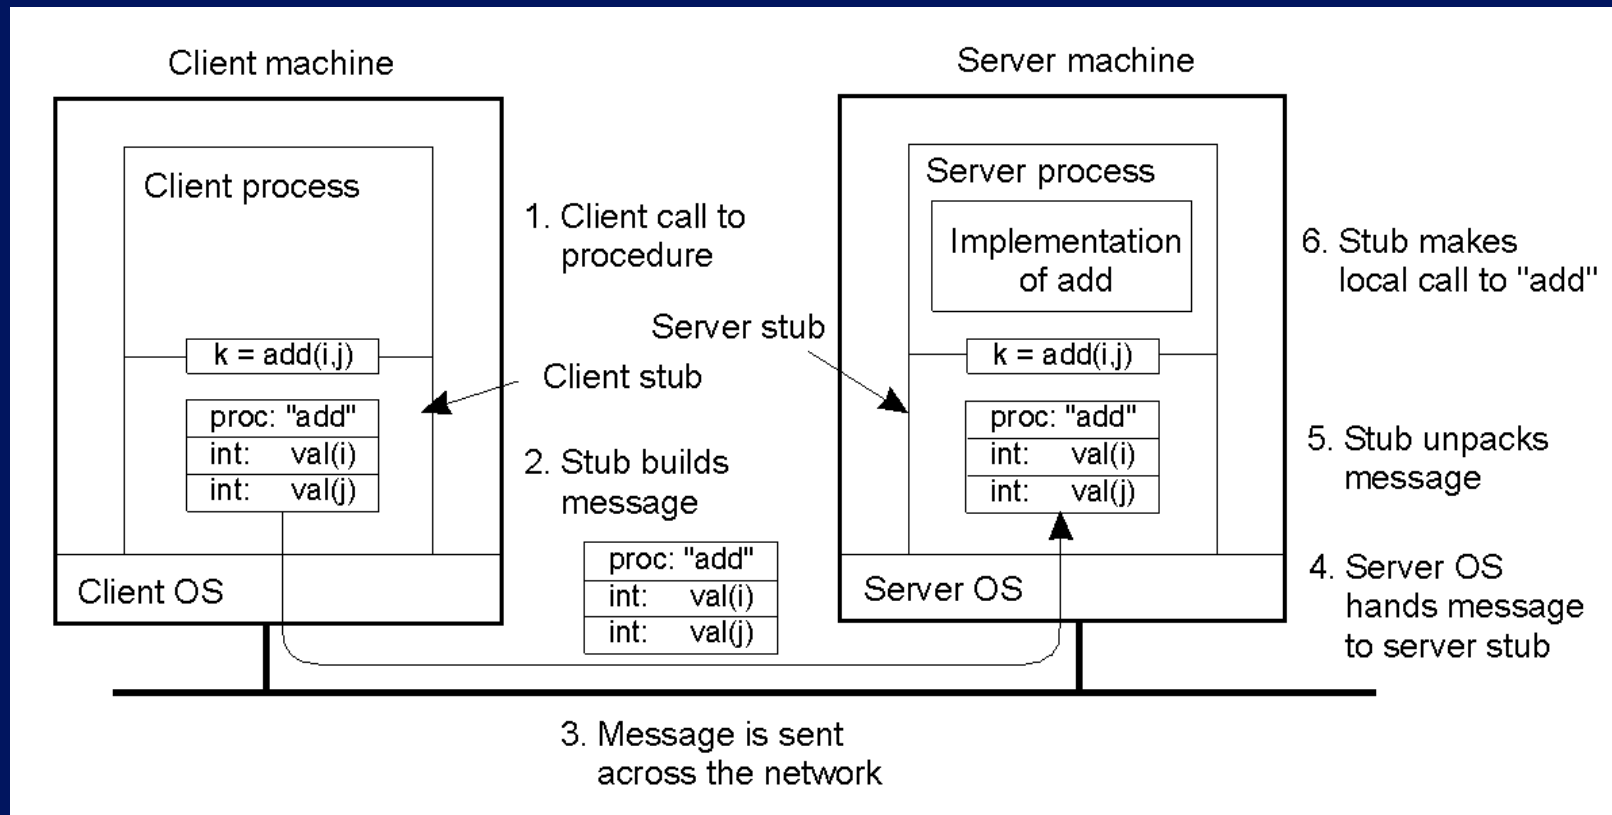 Client machine
Client process
k = add(i,j)
proc: "add"
int: val(i)
int: val(j)
Client OS
1. Client call to
procedure
Client stub
2. Stub builds
message
proc: "add"
int: val(i)
int: val(j)
3. Message is sent
across the network
Server machine
Server process
Implementation
of add
Server stub
k = add(i,j)
proc: "add"
int: val(i)
int: val(j)
Server OS
6. Stub makes
local call to "add"
5. Stub unpacks
message
4. Server OS
hands message
to server stub